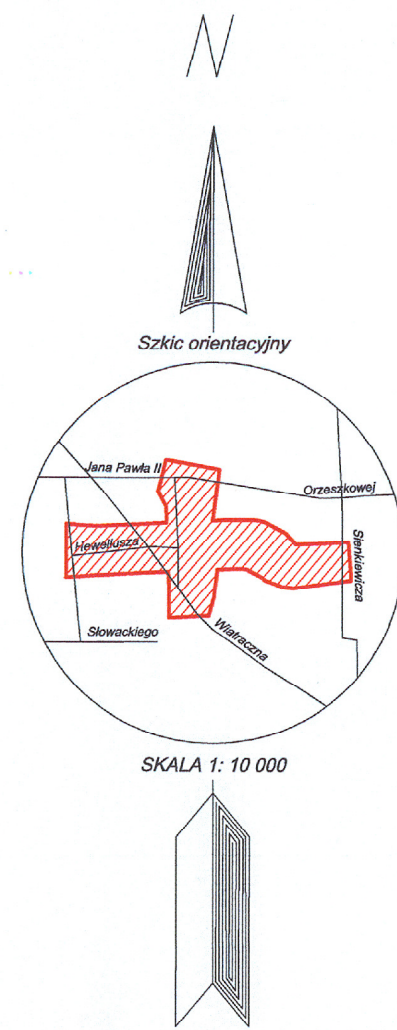 N
Szkic orientacyjny
Jana Pawła II
Orzeszkowej
Heweliusza
Sienkiewicza
Słowackiego
Wiatraczna
SKALA 1: 10 000